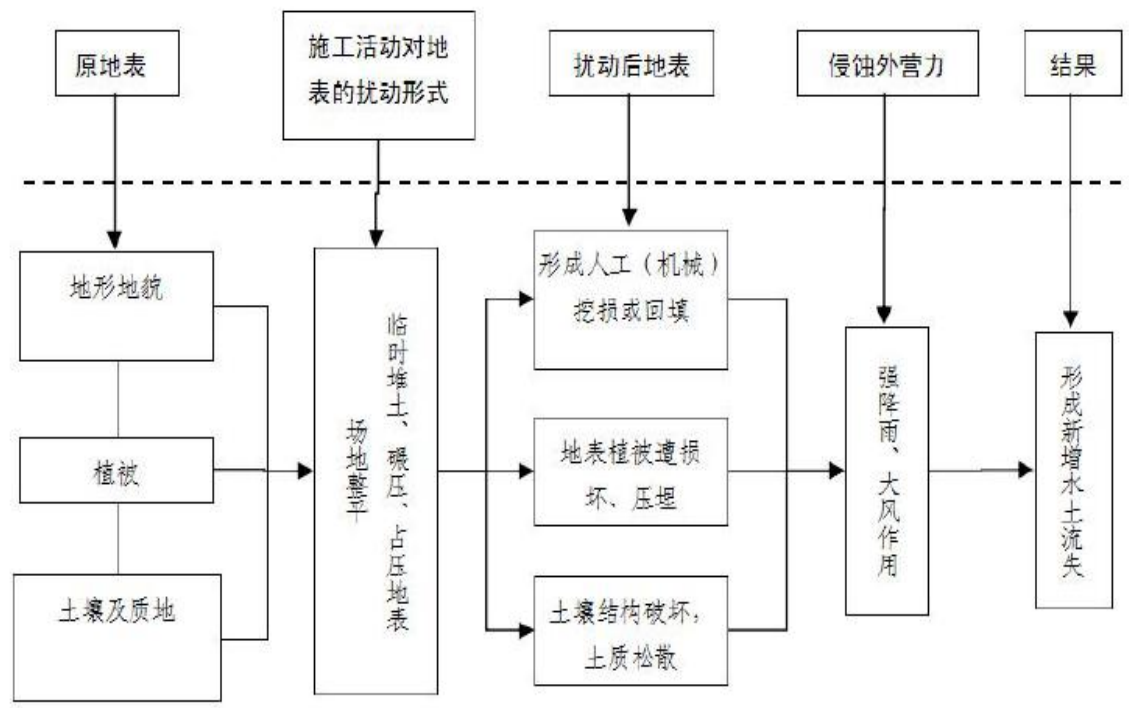 原地表
施工活动对地
表的扰动形式
扰动后地表
侵蚀外营力
结果
地形地貌
植被
土壤及质地
临时堆土、碾压、占压地表
场地整平
形成人工（机械）
挖损或回填
地表植被遭损
坏、压埋
土壤结构破坏，
土质松散
强降雨、大风作用
形成新增水土流失